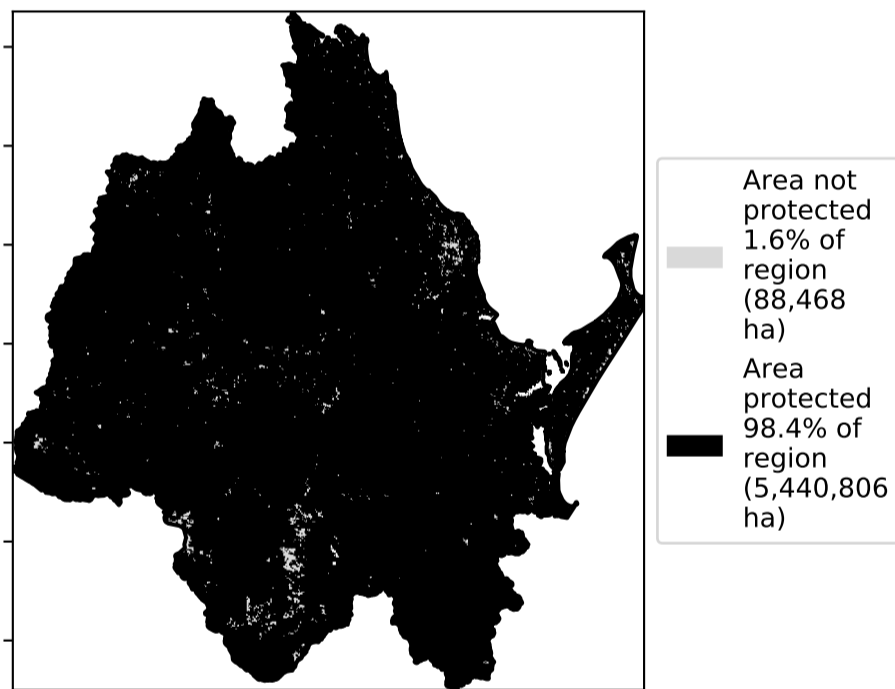 Area not
protected
1.6% of
region
(88,468
ha)
Area
protected
98.4% of
region
(5,440,806
ha)